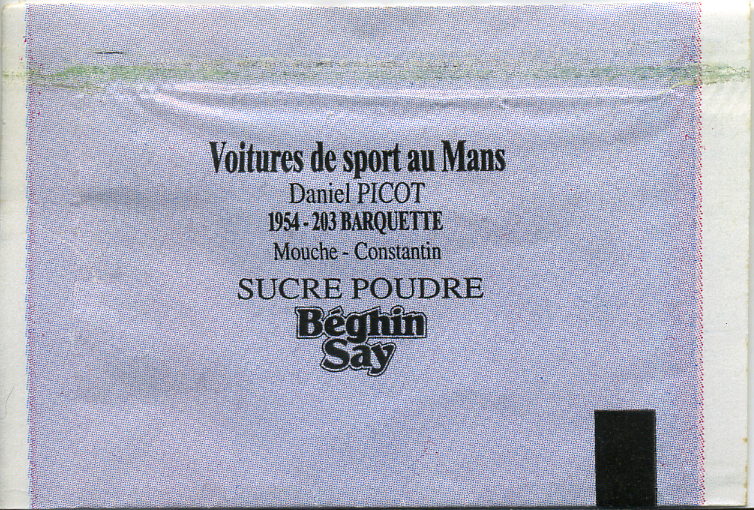 Voitures de sport au Mans
Daniel PICOT
1954 - 203 BARQUETTE
Mouche - Constantin
SUCRE POUDRE
Béghin
Say